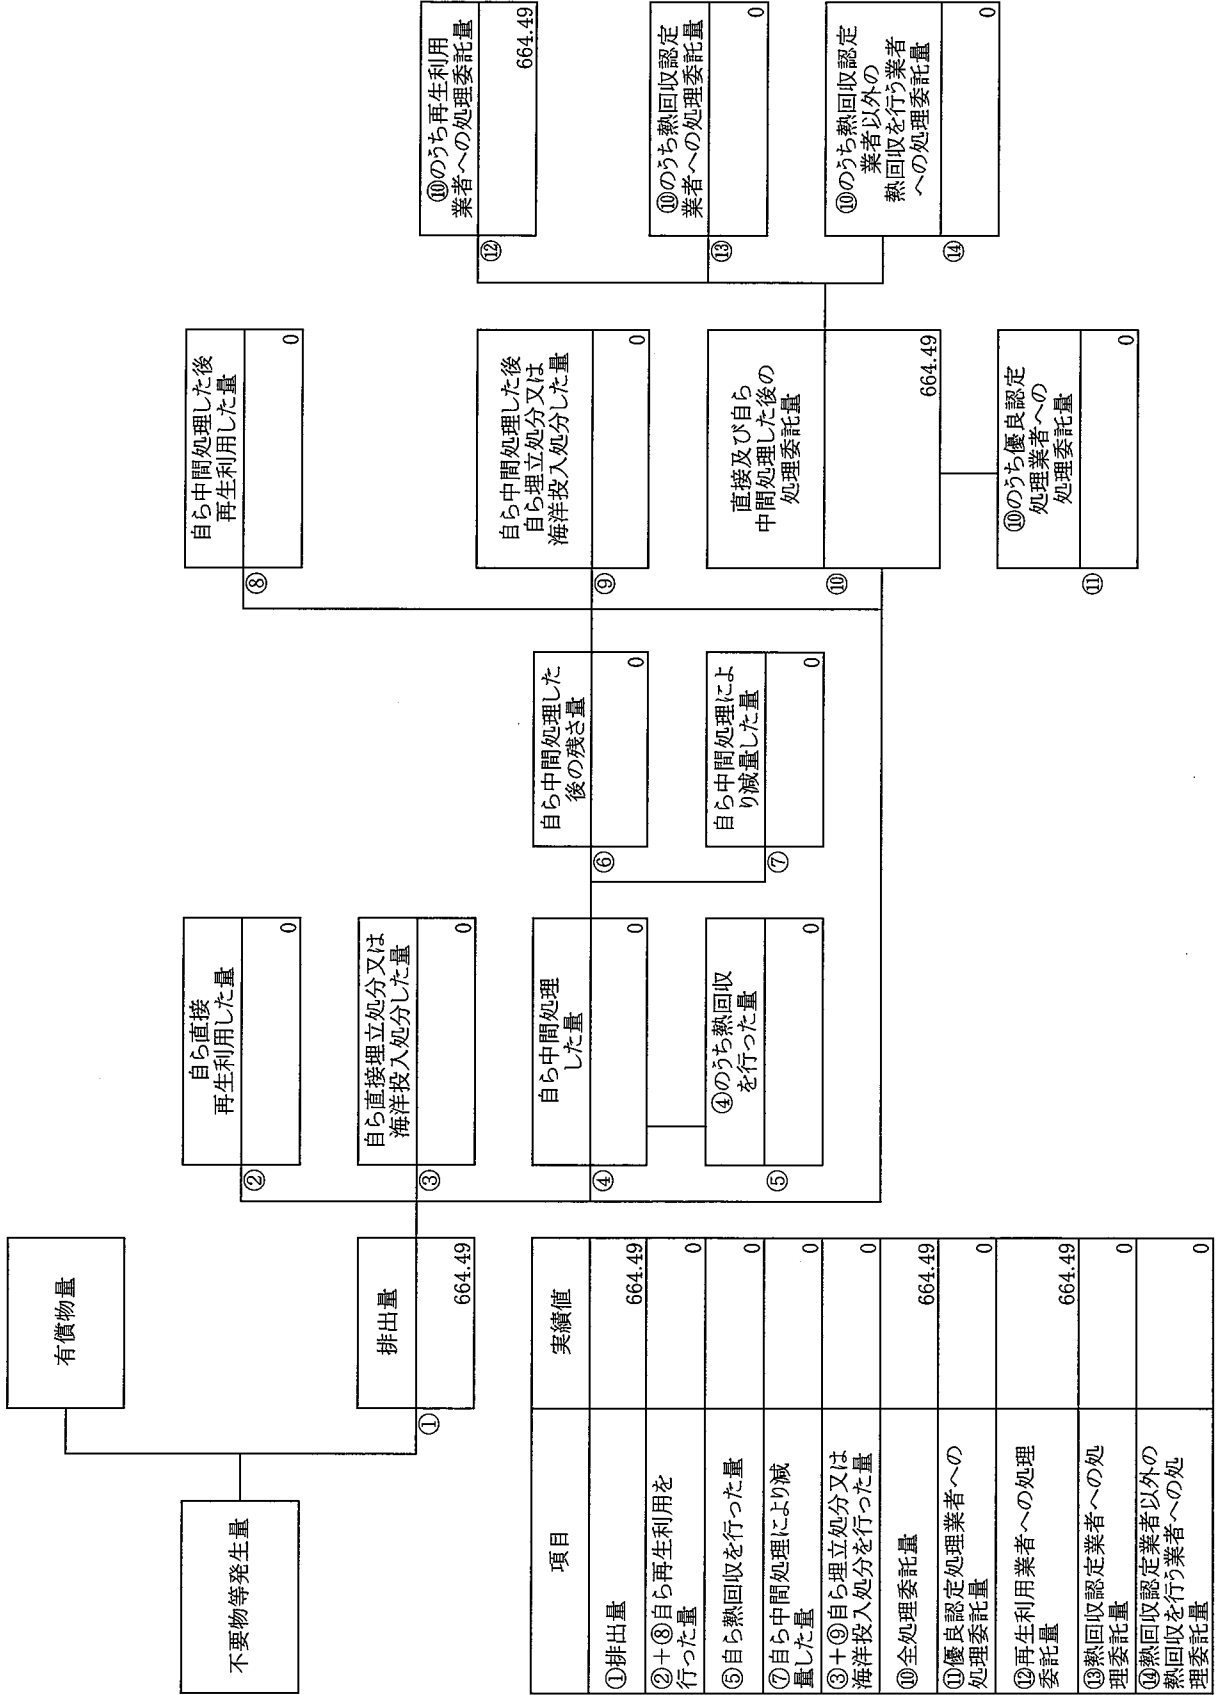 不要物等発生量
有償物量
排出量
①
664.49
自ら直接
再生利用した量
②
0
自ら直接埋立処分又は
海洋投入処分した量
③
0
自ら中間処理
した量
④
0
④のうち熱回収
を行った量
⑤
0
自ら中間処理した
後の残さ量
⑥
0
自ら中間処理によ
り減量した量
⑦
0
自ら中間処理した後
再生利用した量
⑧
0
自ら中間処理した後
自ら埋立処分又は
海洋投入処分した量
⑨
0
直接及び自ら
中間処理した後の
処理委託量
⑩
664.49
⑩のうち優良認定
処理業者への
処理委託量
⑪
0
⑩のうち再生利用
業者への処理委託量
⑫
664.49
⑩のうち熱回収認定
業者への処理委託量
⑬
0
⑩のうち熱回収認定
業者以外の
熱回収を行う業者
への処理委託量
⑭
0
項目 実績値
①排出量 664.49
②+⑧自ら再生利用を
行った量 0
⑤自ら熱回収を行った量 0
⑦自ら中間処理により減
量した量 0
③+⑨自ら埋立処分又は
海洋投入処分を行った量 0
⑩全処理委託量 664.49
⑪優良認定処理業者への
処理委託量 0
⑫再生利用業者への処理
委託量 664.49
⑬熱回収認定業者への処
理委託量 0
⑭熱回収認定業者以外の
熱回収を行う業者への処
理委託量 0